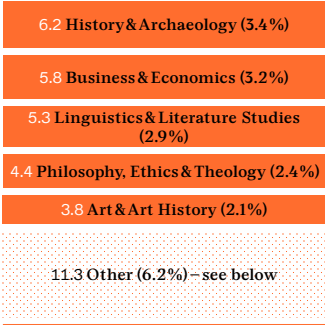 6.2 History & Archaeology (3.4%)
5.8 Business & Economics (3.2%)
5.3 Linguistics & Literature Studies
(2.9%)
4.4 Philosophy, Ethics & Theology (2.4%)
3.8 Art & Art History (2.1%)
11.3 Other (6.2%) – see below